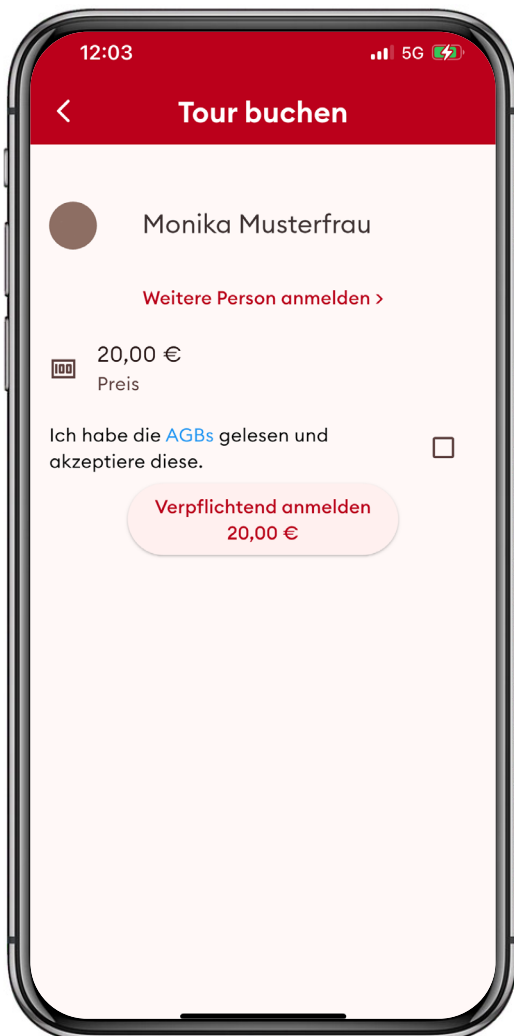 12:03 5G
Tour buchen
Monika Musterfrau
Weitere Person anmelden >
100 20,00 €
Preis
Ich habe die AGBs gelesen und
akzeptiere diese.
Verpflichtend anmelden
20,00 €